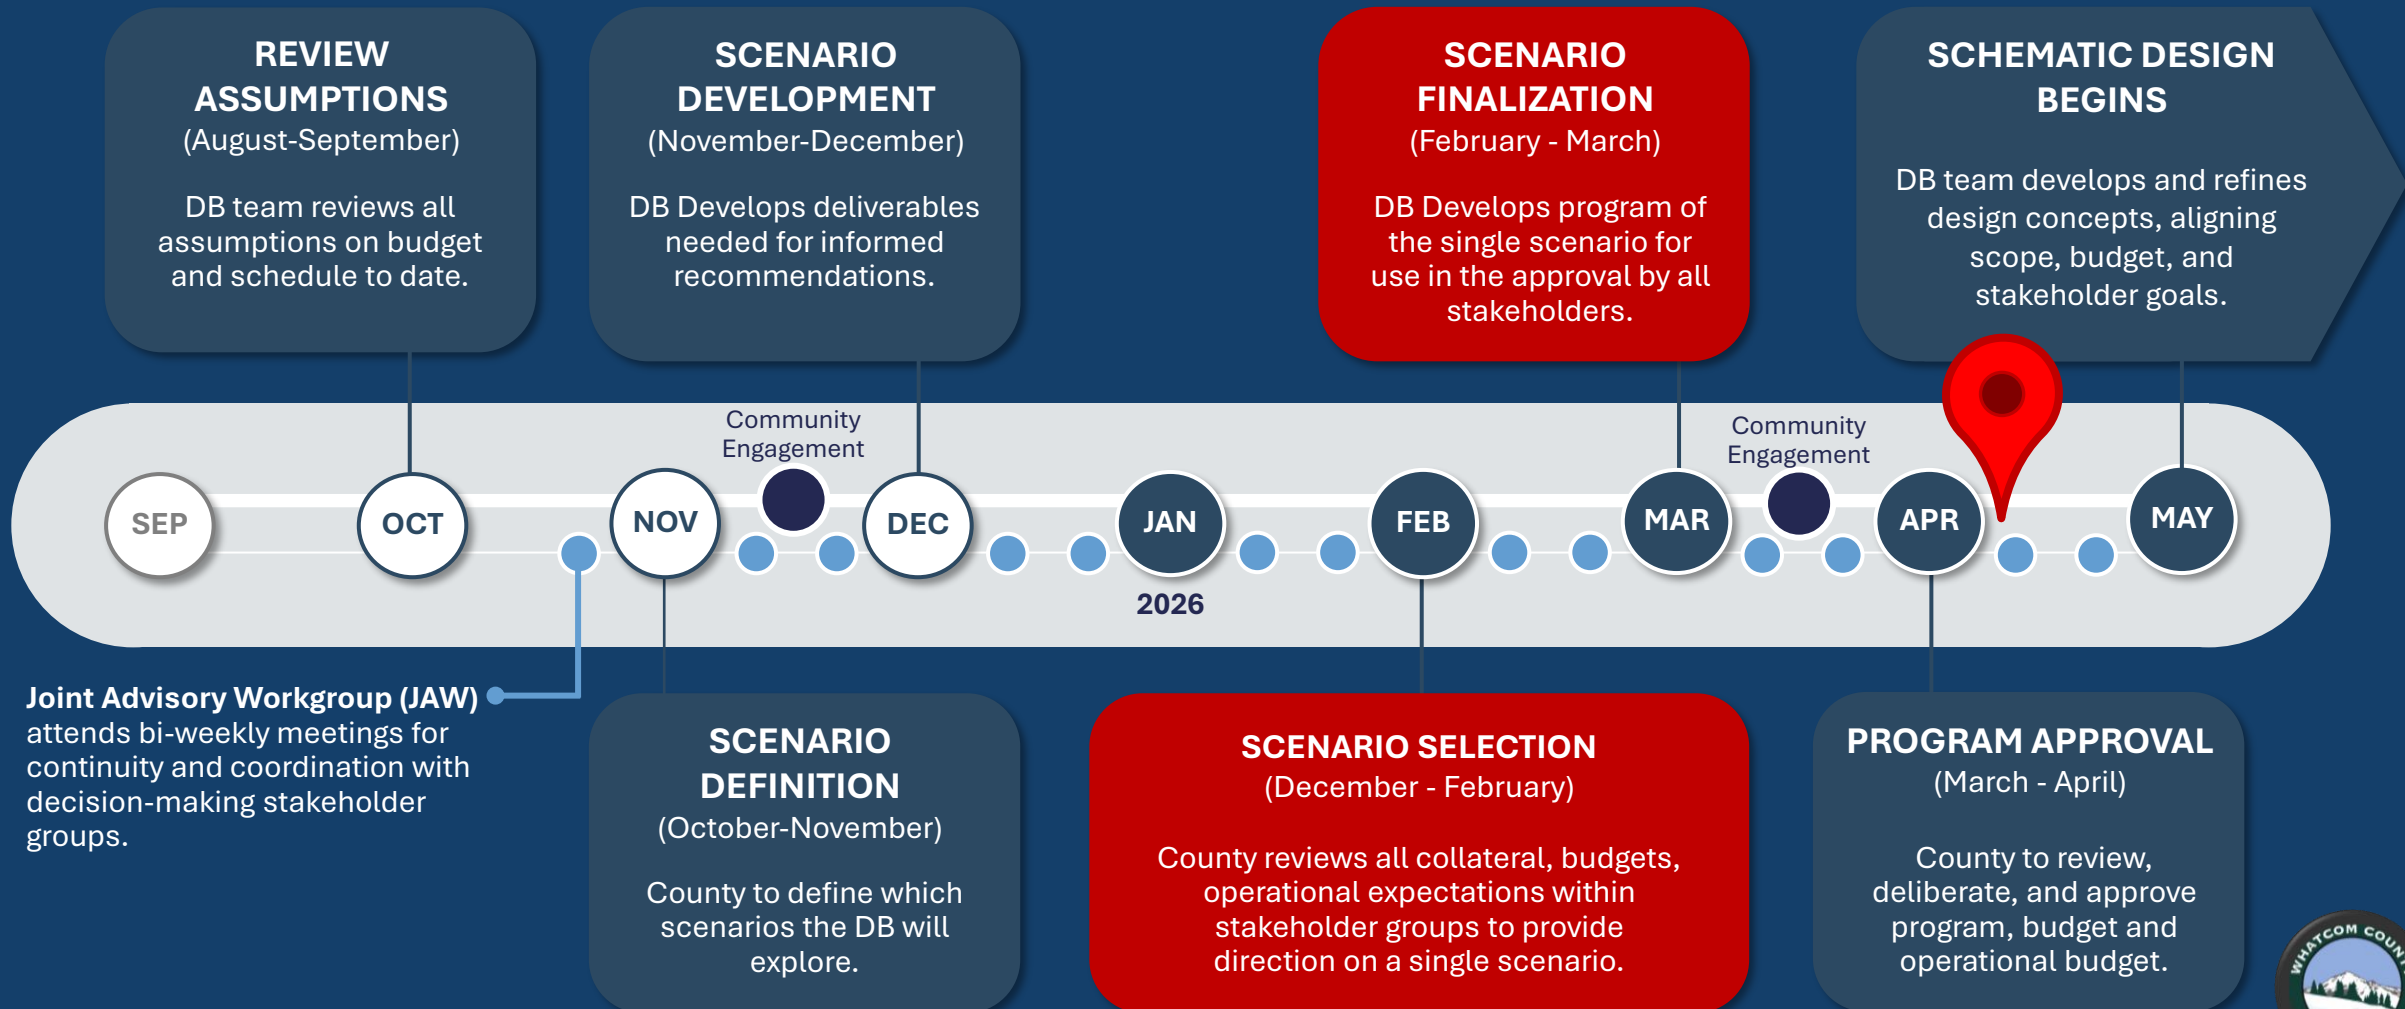 REVIEW
ASSUMPTIONS
(August-September)
DB team reviews all
assumptions on budget
and schedule to date.
SCENARIO
DEVELOPMENT
(November-December)
DB Develops deliverables
needed for informed
recommendations.
SCENARIO
FINALIZATION
(February - March)
DB Develops program of
the single scenario for
use in the approval by all
stakeholders.
SCHEMATIC DESIGN
BEGINS
DB team develops and refines
design concepts, aligning
scope, budget, and
stakeholder goals.
Community
Engagement
Community
Engagement
SEP
OCT
NOV
DEC
JAN
FEB
MAR
APR
MAY
2026
Joint Advisory Workgroup (JAW)
attends bi-weekly meetings for
continuity and coordination with
decision-making stakeholder
groups.
SCENARIO
DEFINITION
(October-November)
County to define which
scenarios the DB will
explore.
SCENARIO SELECTION
(December - February)
County reviews all collateral, budgets,
operational expectations within
stakeholder groups to provide
direction on a single scenario.
PROGRAM APPROVAL
(March - April)
County to review,
deliberate, and approve
program, budget and
operational budget.
WHATCOM COUN